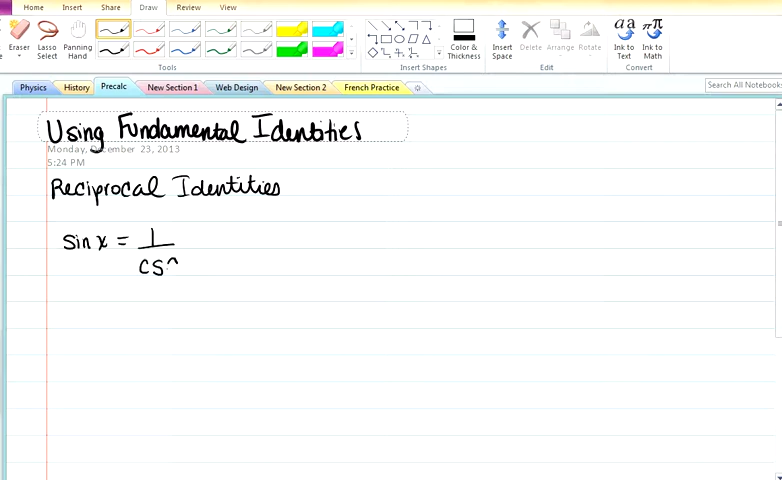 Home Insert Share Draw Review View
Eraser Lasso Select Panning Hand Color & Thickness Insert Space Delete Arrange Rotate Ink to Text Ink to Math
Tools Insert Shapes Edit Convert
Physics History Precalc New Section 1 Web Design New Section 2 French Practice Search All Notebooks
Using Fundamental Identities
Monday, December 23, 2013
5:24 PM
Reciprocal Identities
sin x = 1
cs